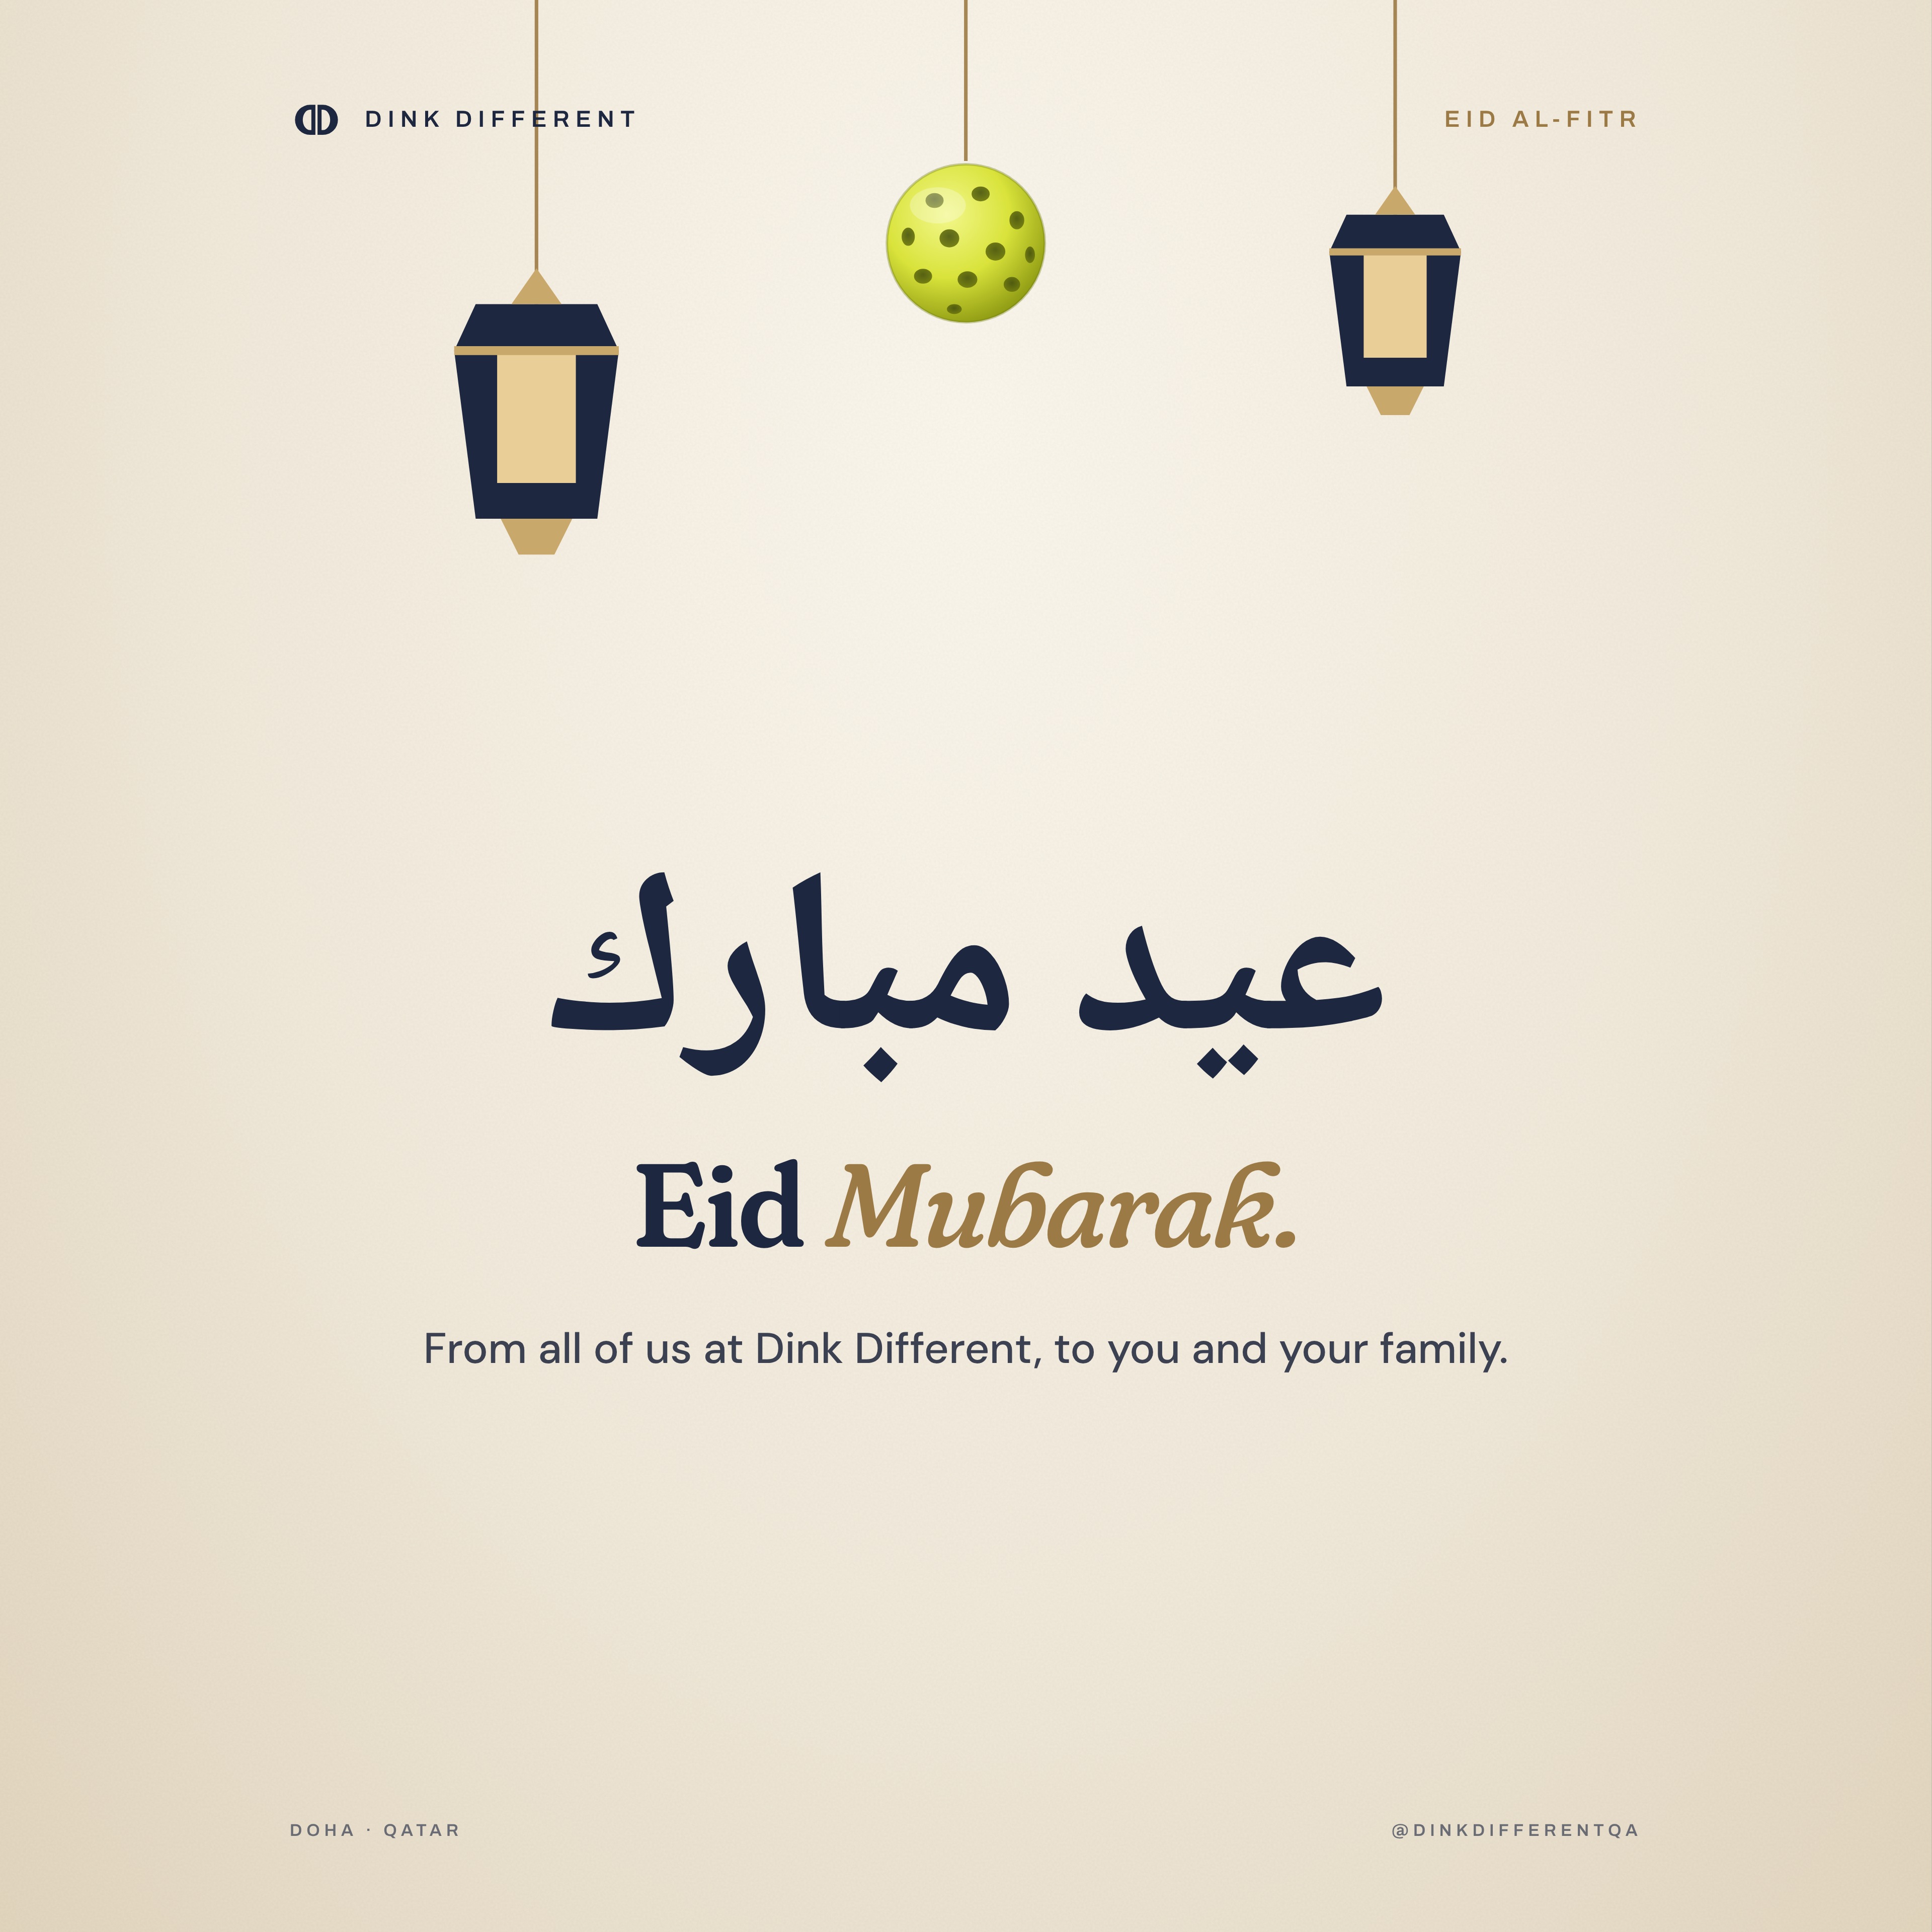 DINK DIFFERENT
EID AL-FITR
عيد مبارك
Eid Mubarak.
From all of us at Dink Different, to you and your family.
DOHA · QATAR
@DINKDIFFERENTQA